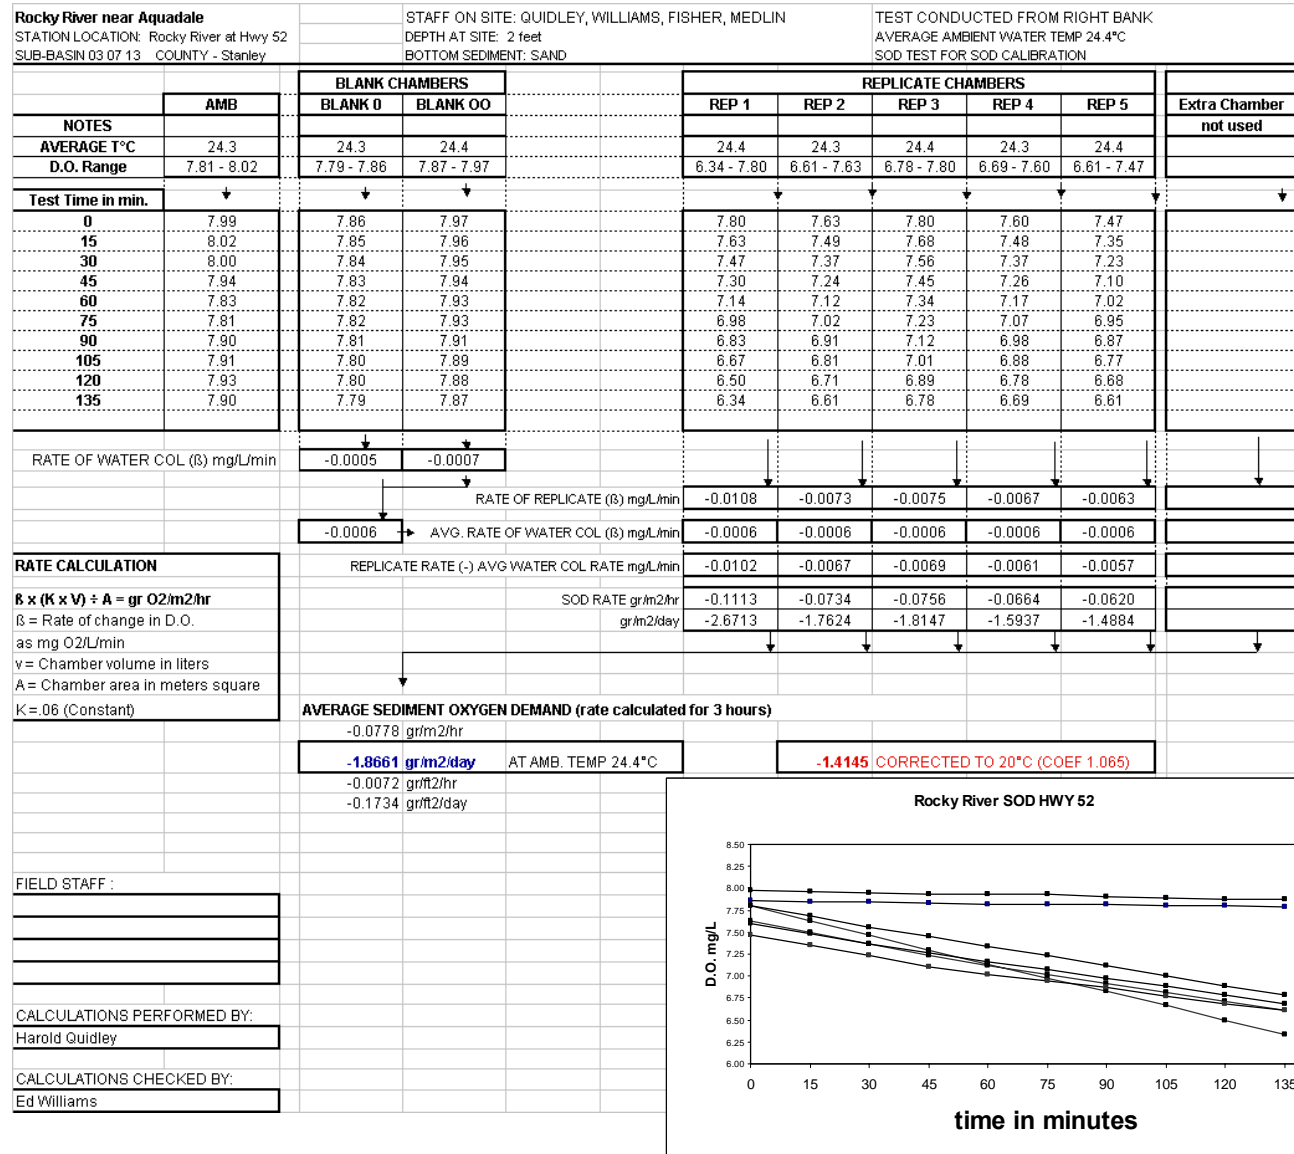 Rocky River near Aquadale STAFF ON SITE: QUIDLEY, WILLIAMS, FISHER, MEDLIN TEST CONDUCTED FROM RIGHT BANK
STATION LOCATION: Rocky River at Hwy 52 DEPTH AT SITE: 2 feet AVERAGE AMBIENT WATER TEMP 24.4°C
SUB-BASIN 03 07 13 COUNTY - Stanley BOTTOM SEDIMENT: SAND SOD TEST FOR SOD CALIBRATION
BLANK CHAMBERS REPLICATE CHAMBERS
AMB BLANK 0 BLANK OO REP 1 REP 2 REP 3 REP 4 REP 5 Extra Chamber
NOTES not used
AVERAGE T°C 24.3 24.3 24.4 24.4 24.3 24.4 24.3 24.4
D.O. Range 7.81 - 8.02 7.79 - 7.86 7.87 - 7.97 6.34 - 7.80 6.61 - 7.63 6.78 - 7.80 6.69 - 7.60 6.61 - 7.47
Test Time in min.
0 7.99 7.86 7.97 7.80 7.63 7.80 7.60 7.47
15 8.02 7.85 7.96 7.63 7.49 7.68 7.48 7.35
30 8.00 7.84 7.95 7.47 7.37 7.56 7.37 7.23
45 7.94 7.83 7.94 7.30 7.24 7.45 7.26 7.10
60 7.83 7.82 7.93 7.14 7.12 7.34 7.17 7.02
75 7.81 7.82 7.93 6.98 7.02 7.23 7.07 6.95
90 7.90 7.81 7.91 6.83 6.91 7.12 6.98 6.87
105 7.91 7.80 7.89 6.67 6.81 7.01 6.88 6.77
120 7.93 7.80 7.88 6.50 6.71 6.89 6.78 6.68
135 7.90 7.79 7.87 6.34 6.61 6.78 6.69 6.61
RATE OF WATER COL (ß) mg/L/min -0.0005 -0.0007
RATE OF REPLICATE (ß) mg/L/min -0.0108 -0.0073 -0.0075 -0.0067 -0.0063
-0.0006 AVG. RATE OF WATER COL (ß) mg/L/min -0.0006 -0.0006 -0.0006 -0.0006 -0.0006
RATE CALCULATION REPLICATE RATE (-) AVG WATER COL RATE mg/L/min -0.0102 -0.0067 -0.0069 -0.0061 -0.0057
ß x (K x V) ÷ A = gr O2/m2/hr SOD RATE gr/m2/hr -0.1113 -0.0734 -0.0756 -0.0664 -0.0620
ß = Rate of change in D.O. gr/m2/day -2.6713 -1.7624 -1.8147 -1.5937 -1.4884
as mg O2/L/min
v = Chamber volume in liters
A = Chamber area in meters square
K =.06 (Constant) AVERAGE SEDIMENT OXYGEN DEMAND (rate calculated for 3 hours)
-0.0778 gr/m2/hr
-1.8661 gr/m2/day AT AMB. TEMP 24.4°C -1.4145 CORRECTED TO 20°C (COEF 1.065)
-0.0072 gr/ft2/hr
-0.1734 gr/ft2/day
FIELD STAFF :
CALCULATIONS PERFORMED BY:
Harold Quidley
CALCULATIONS CHECKED BY:
Ed Williams
Rocky River SOD HWY 52
D.O. mg/L
8.50
8.25
8.00
7.75
7.50
7.25
7.00
6.75
6.50
6.25
6.00
0 15 30 45 60 75 90 105 120 135
time in minutes